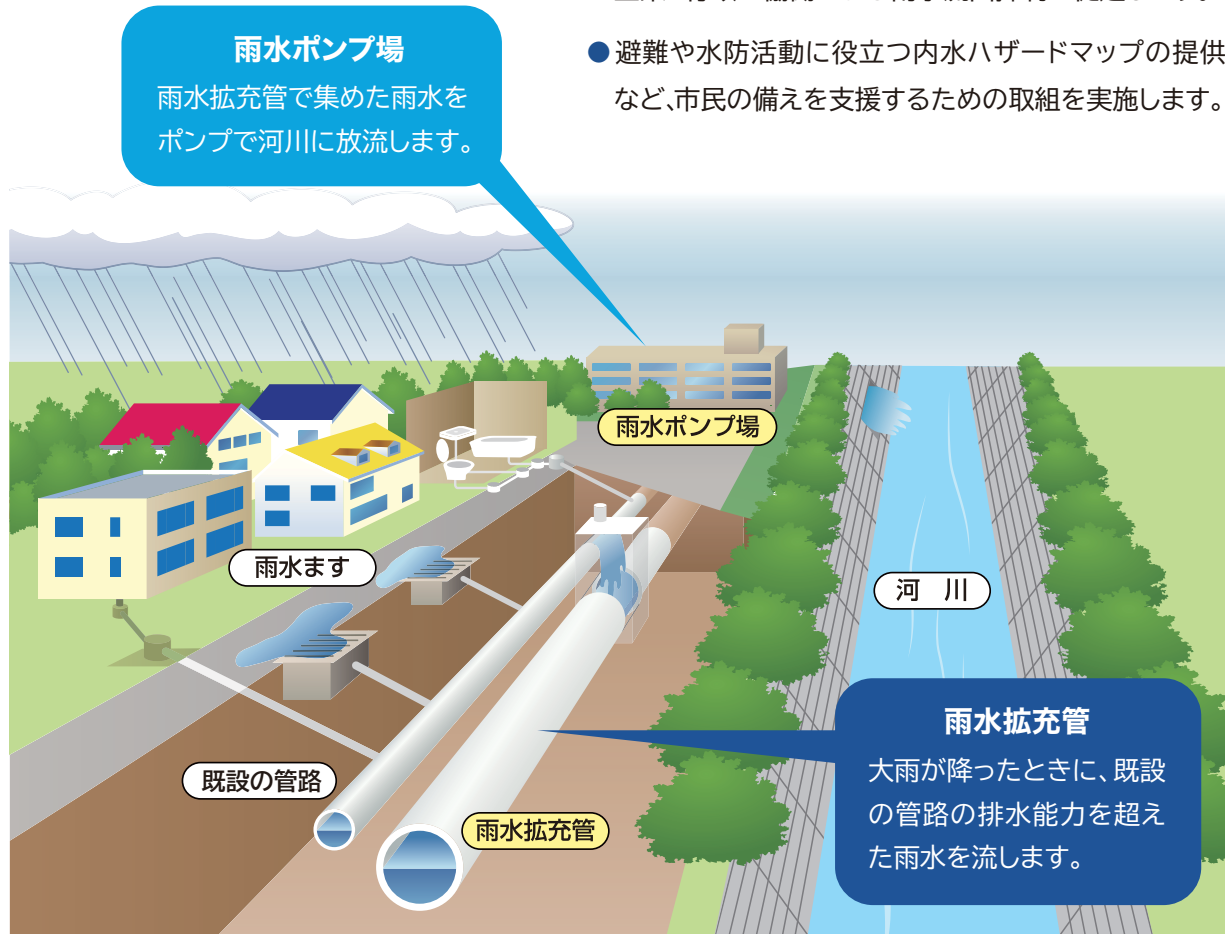 雨水ポンプ場
雨水拡充管で集めた雨水を
ポンプで河川に放流します。
●避難や水防活動に役立つ内水ハザードマップの提供
など、市民の備えを支援するための取組を実施します。
雨水ポンプ場
雨水ます
河　川
既設の管路
雨水拡充管
雨水拡充管
大雨が降ったときに、既設
の管路の排水能力を超え
た雨水を流します。